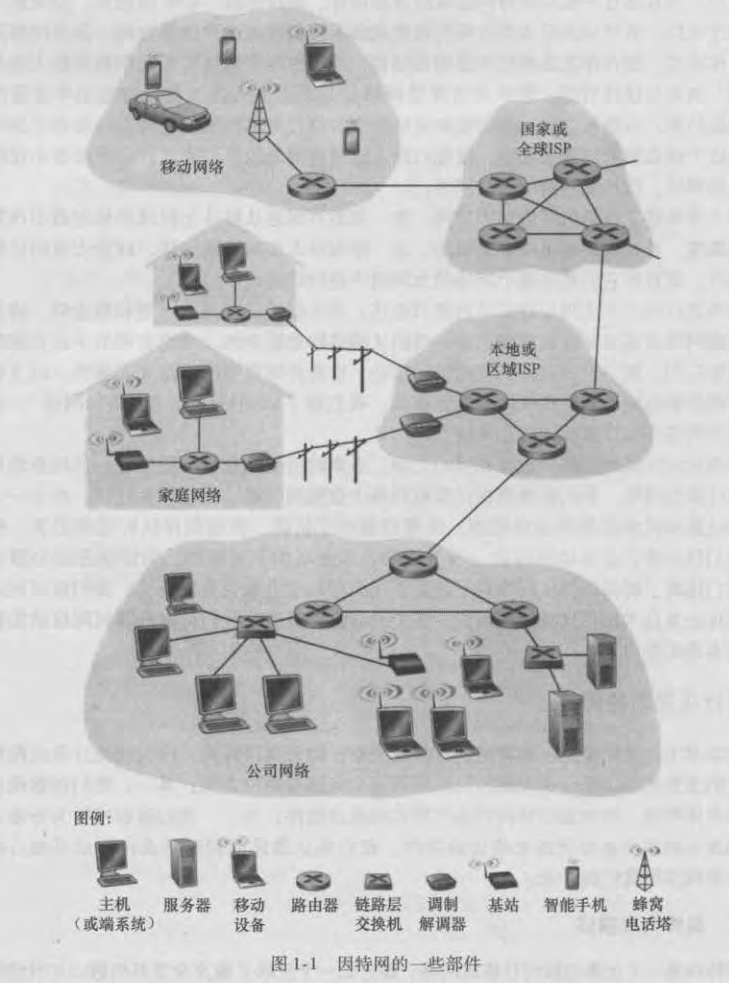 移动网络
国家或
全球ISP
本地或
区域ISP
家庭网络
公司网络
图例:
主机
(或端系统)
服务器
移动
设备
路由器
链路层
交换机
调制
解调器
基站
智能手机
蜂窝
电话塔
图 1-1 因特网的一些部件